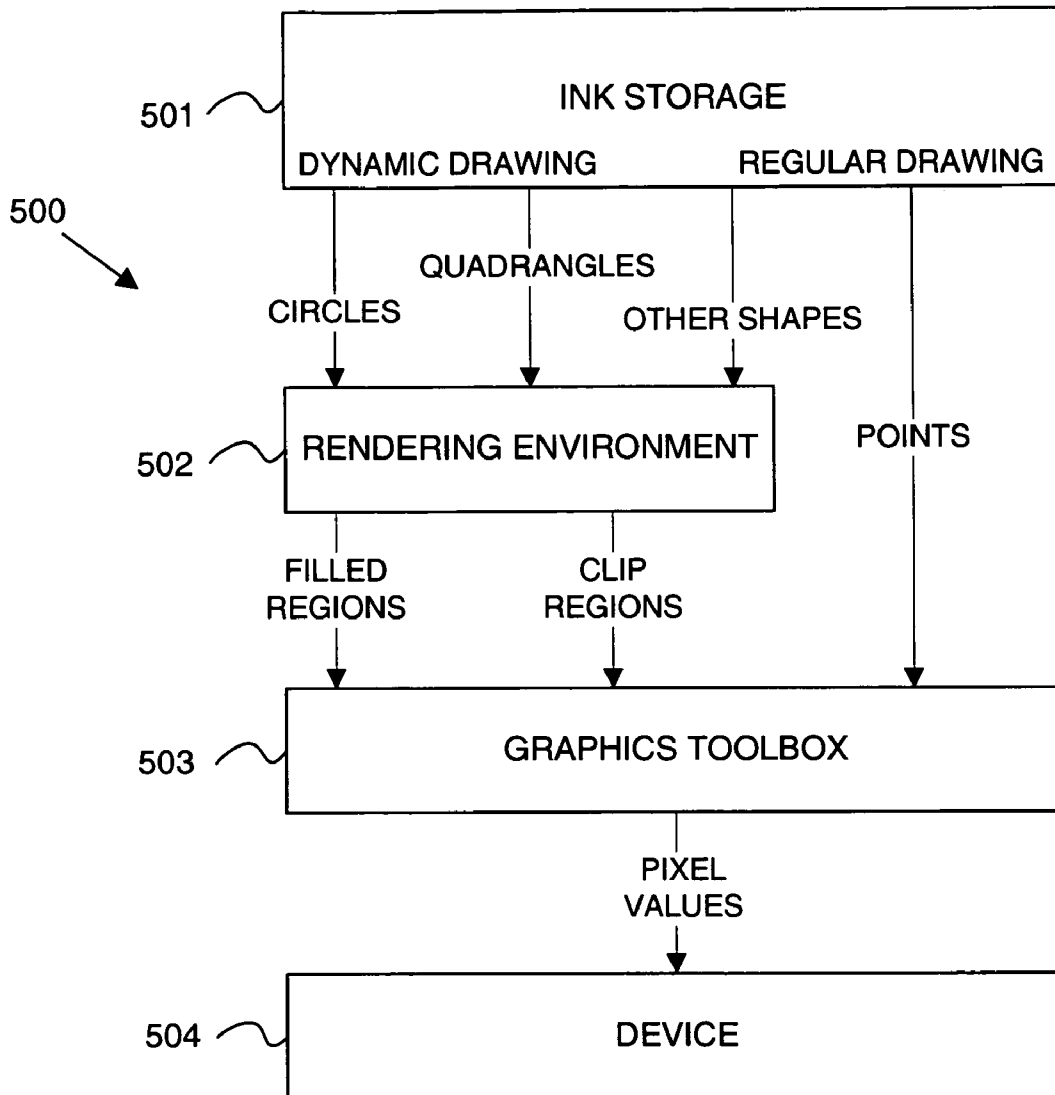 INK STORAGE
501
DYNAMIC DRAWING
REGULAR DRAWING
500
QUADRANGLES
CIRCLES
OTHER SHAPES
POINTS
RENDERING ENVIRONMENT
502
FILLED
REGIONS
CLIP
REGIONS
GRAPHICS TOOLBOX
503
PIXEL
VALUES
DEVICE
504